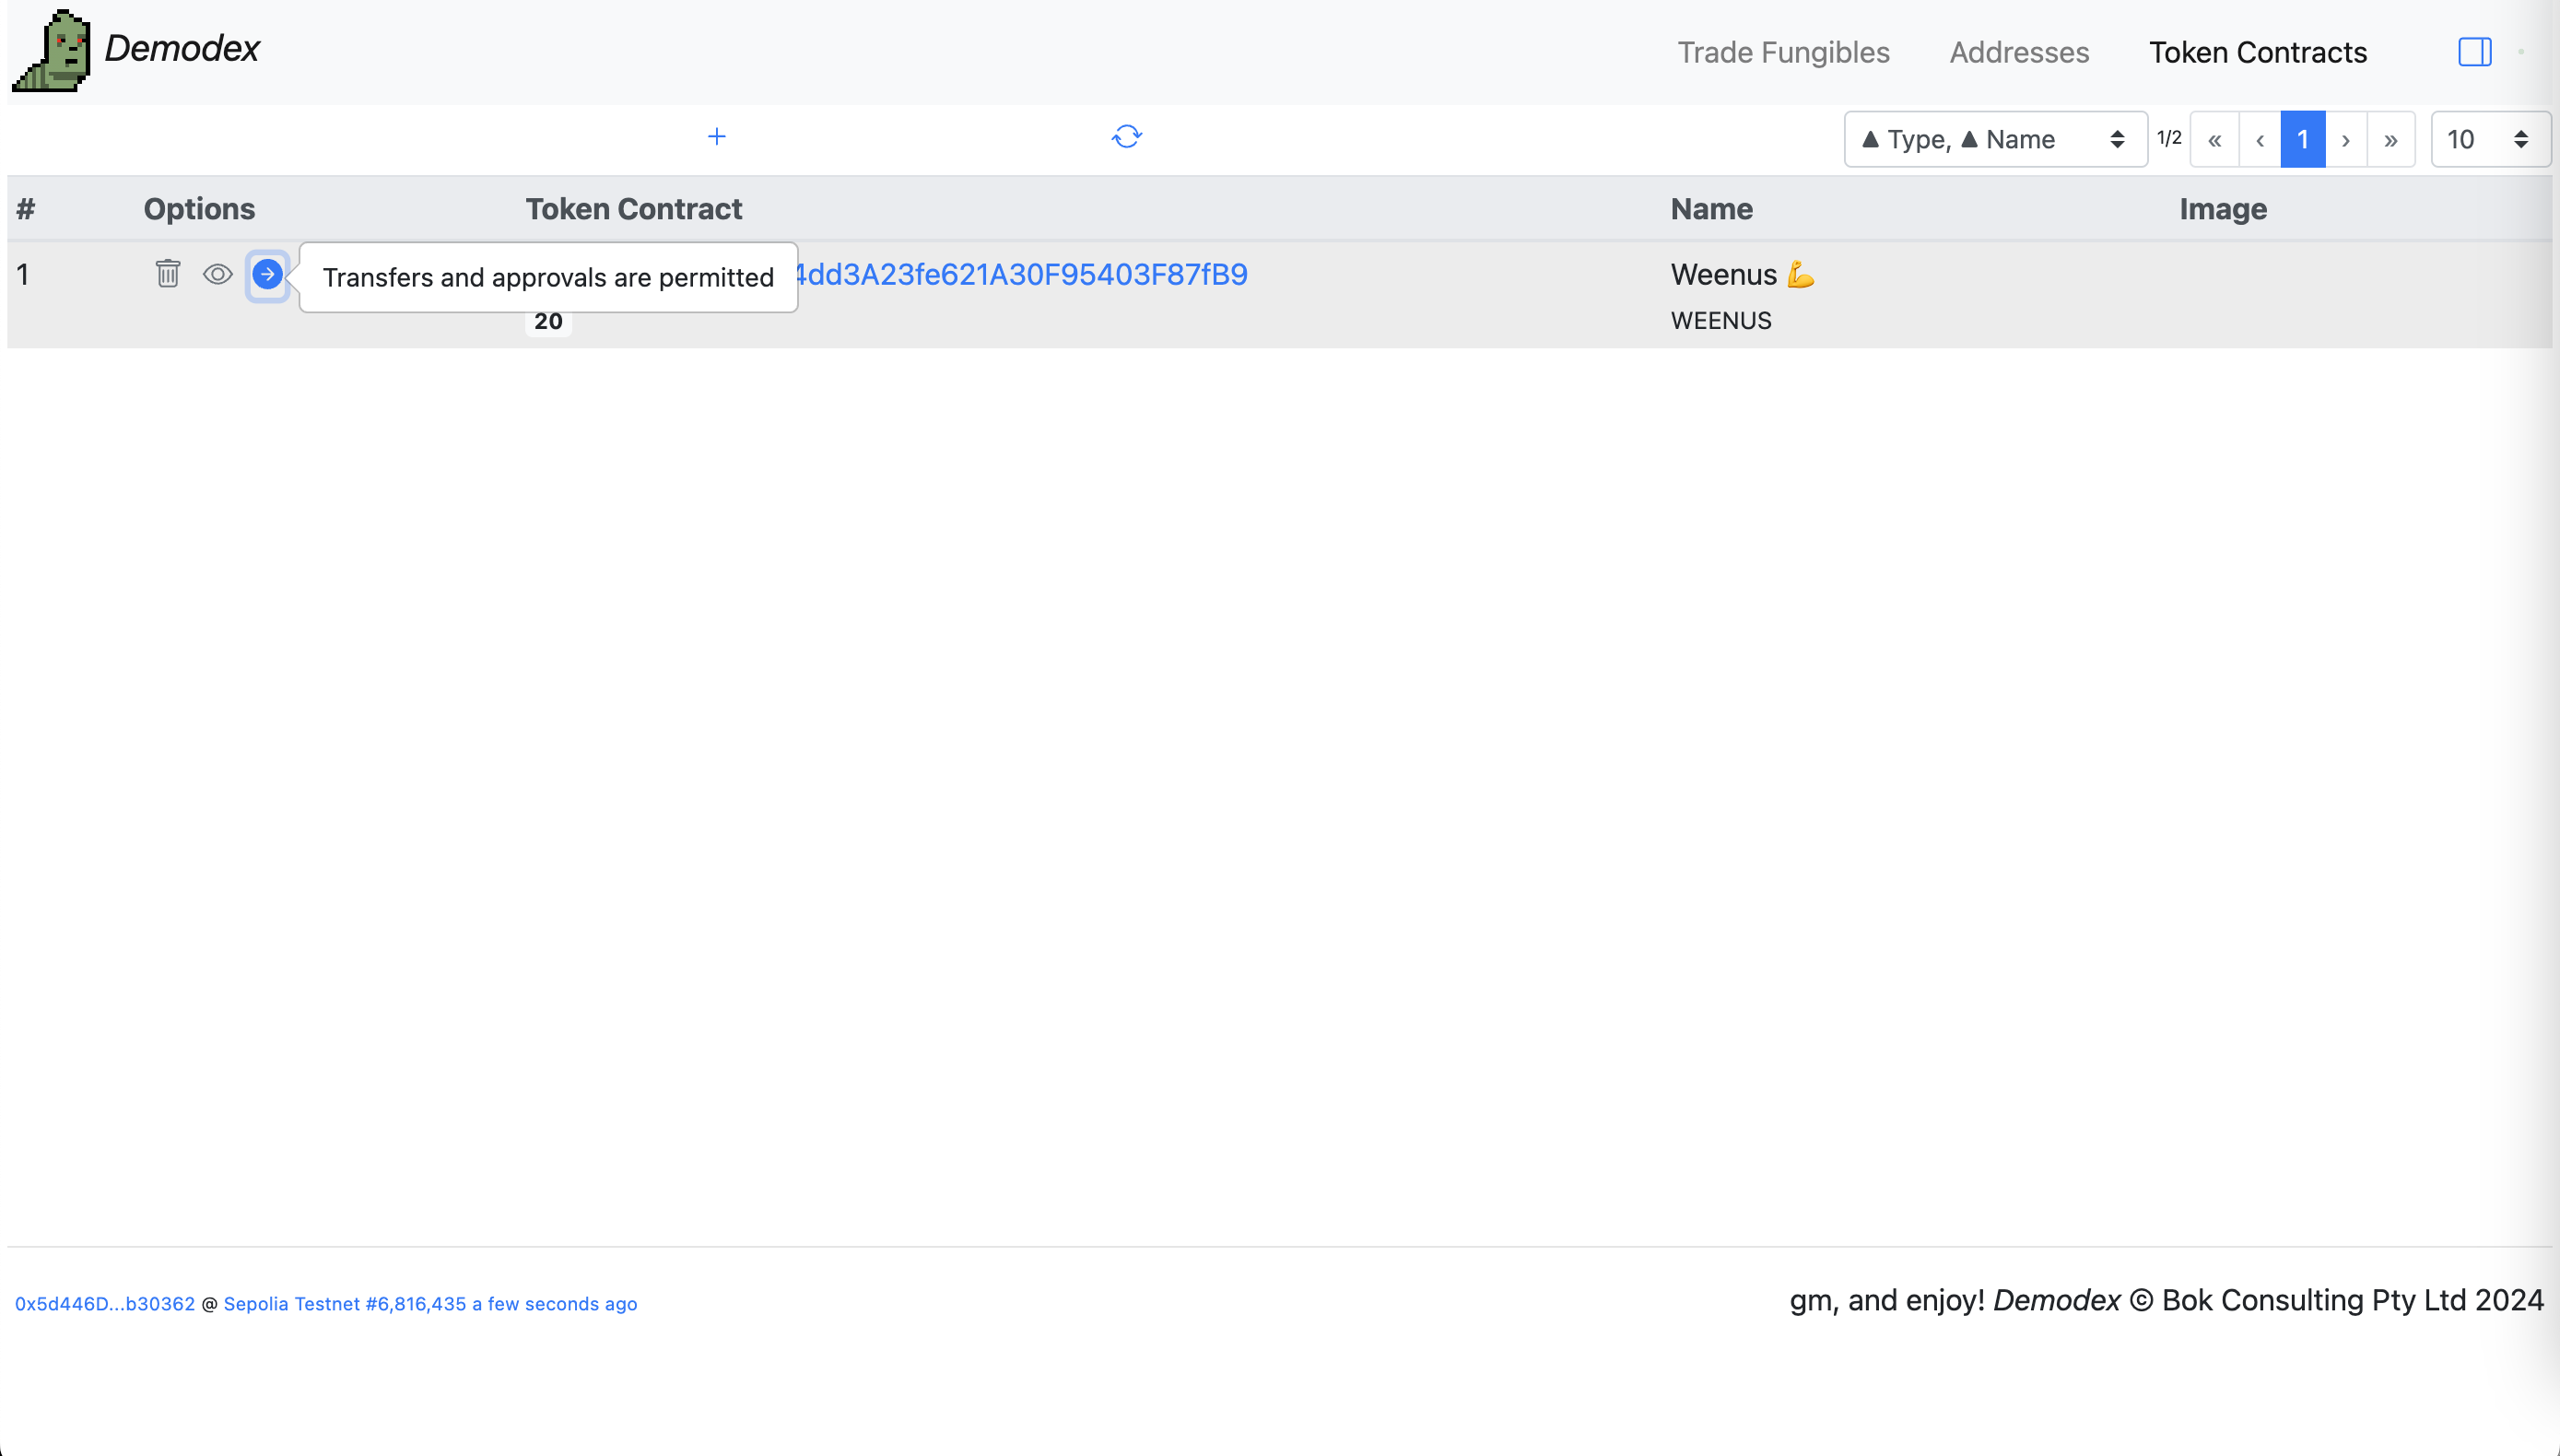 Demodex
Trade Fungibles Addresses Token Contracts
+ ▲ Type, ▲ Name 1/2 « ‹ 1 › » 10
# Options Token Contract Name Image
1 Transfers and approvals are permitted 4dd3A23fe621A30F95403F87fB9 Weenus 💪
20 WEENUS
0x5d446D...b30362 @ Sepolia Testnet #6,816,435 a few seconds ago
gm, and enjoy! Demodex © Bok Consulting Pty Ltd 2024